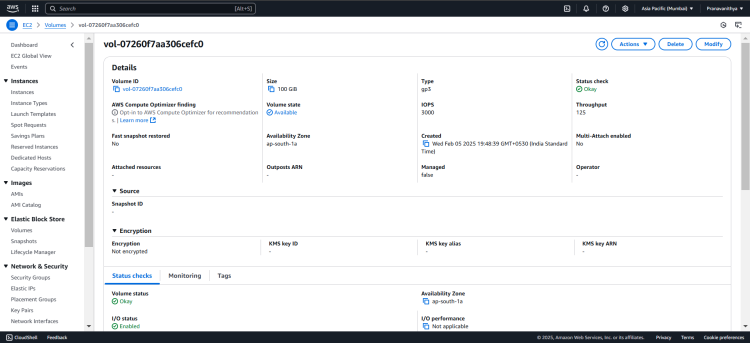 aws
Search
[Alt+S]
Asia Pacific (Mumbai)
Pranavanithya
EC2 > Volumes > vol-07260f7aa306cefc0
Dashboard
EC2 Global View
Events
Instances
Instances
Instance Types
Launch Templates
Spot Requests
Savings Plans
Reserved Instances
Dedicated Hosts
Capacity Reservations
Images
AMIs
AMI Catalog
Elastic Block Store
Volumes
Snapshots
Lifecycle Manager
Network & Security
Security Groups
Elastic IPs
Placement Groups
Key Pairs
Network Interfaces
vol-07260f7aa306cefc0
Actions
Delete
Modify
Details
Volume ID
vol-07260f7aa306cefc0
Size
100 GiB
Type
gp3
Status check
Okay
AWS Compute Optimizer finding
Opt-in to AWS Compute Optimizer for recommendation
s. | Learn more
Volume state
Available
IOPS
3000
Throughput
125
Fast snapshot restored
No
Availability Zone
ap-south-1a
Created
Wed Feb 05 2025 19:48:39 GMT+0530 (India Standard
Time)
Multi-Attach enabled
No
Attached resources
-
Outposts ARN
-
Managed
false
Operator
-
Source
Snapshot ID
-
Encryption
Encryption
Not encrypted
KMS key ID
-
KMS key alias
-
KMS key ARN
-
Status checks
Monitoring
Tags
Volume status
Okay
Availability Zone
ap-south-1a
I/O status
Enabled
I/O performance
Not applicable
CloudShell
Feedback
© 2025, Amazon Web Services, Inc. or its affiliates.
Privacy
Terms
Cookie preferences